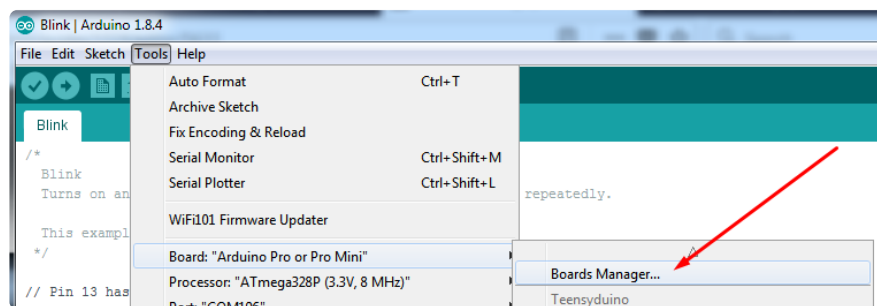 Blink | Arduino 1.8.4
File Edit Sketch Tools Help
Auto Format Ctrl+T
Archive Sketch
Fix Encoding & Reload
Serial Monitor Ctrl+Shift+M
Serial Plotter Ctrl+Shift+L
WiFi101 Firmware Updater
Board: "Arduino Pro or Pro Mini"
Processor: "ATmega328P (3.3V, 8 MHz)"
Port: "COM106"
Boards Manager...
Teensyduino
Blink
/*
Blink
Turns on an repeatedly.
This exampl
*/
// Pin 13 has